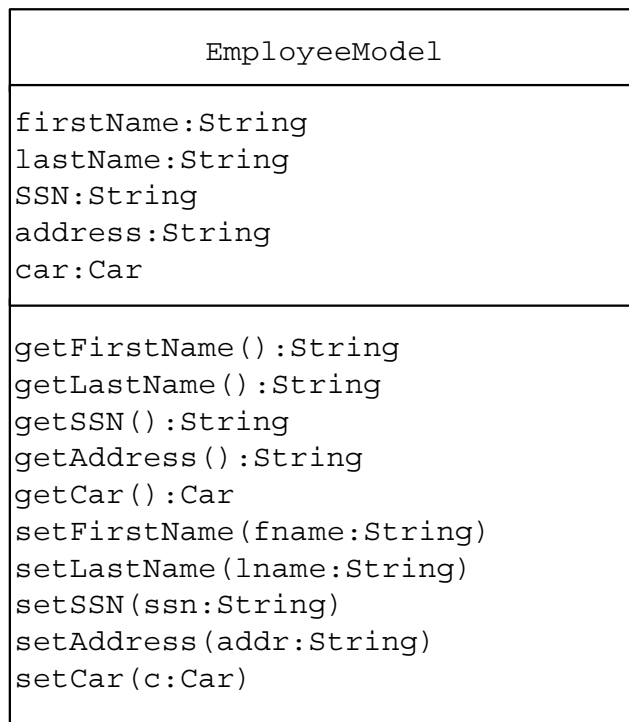 EmployeeModel
firstName:String
lastName:String
SSN:String
address:String
car:Car
getFirstName():String
getLastName():String
getSSN():String
getAddress():String
getCar():Car
setFirstName(fname:String)
setLastName(lname:String)
setSSN(ssn:String)
setAddress(addr:String)
setCar(c:Car)